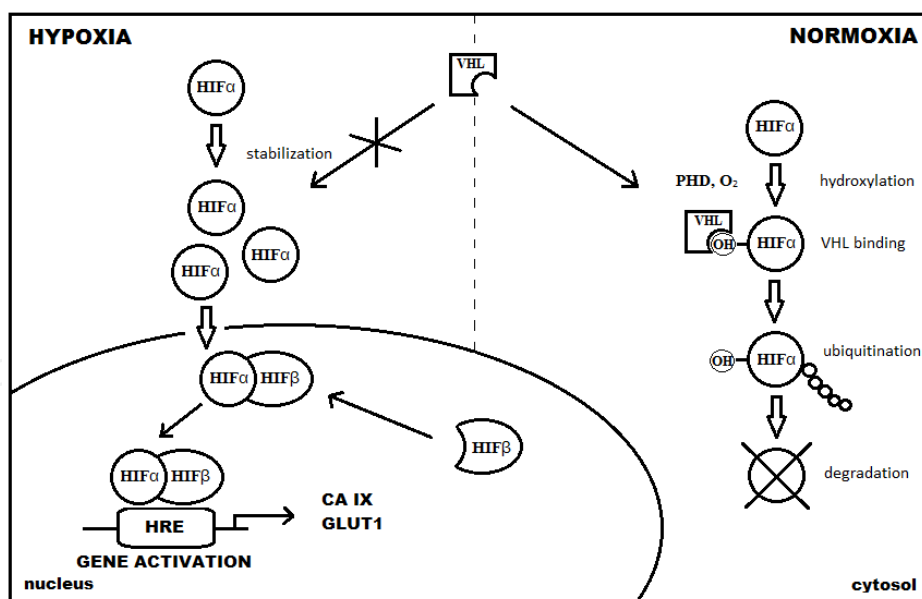 HYPOXIA
NORMOXIA
VHL
HIFα
stabilization
HIFα
HIFα
HIFα
HIFα HIFβ
HIFβ
HIFα HIFβ
HRE
CA IX
GLUT1
GENE ACTIVATION
nucleus
HIFα
PHD, O₂
hydroxylation
VHL
OH
HIFα
VHL binding
OH
HIFα
ubiquitination
degradation
cytosol